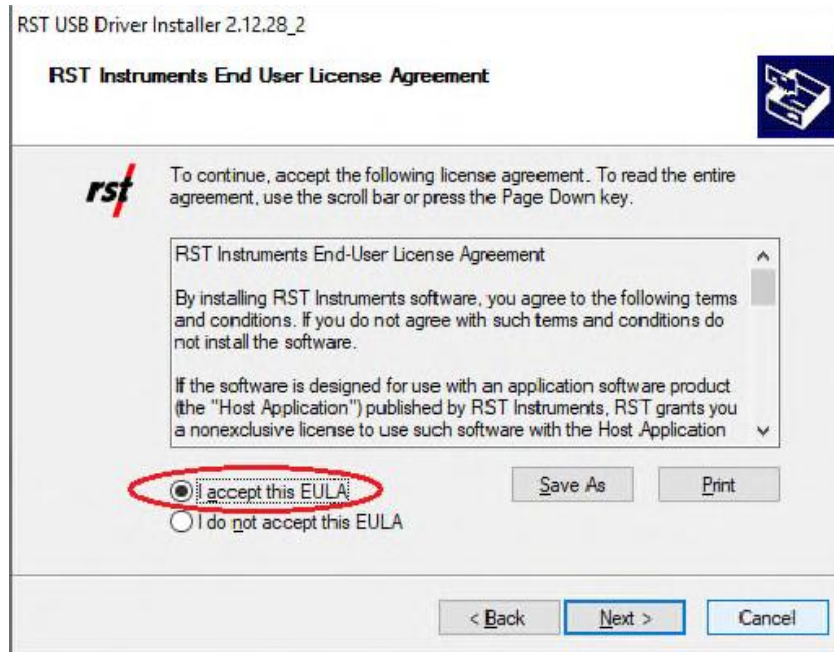 RST USB Driver Installer 2.12.28_2
RST Instruments End User License Agreement
rst
To continue, accept the following license agreement. To read the entire
agreement, use the scroll bar or press the Page Down key.
RST Instruments End-User License Agreement
By installing RST Instruments software, you agree to the following terms
and conditions. If you do not agree with such terms and conditions do
not install the software.
If the software is designed for use with an application software product
(the "Host Application") published by RST Instruments, RST grants you
a nonexclusive license to use such software with the Host Application
I accept this EULA
Save As
Print
I do not accept this EULA
< Back
Next >
Cancel